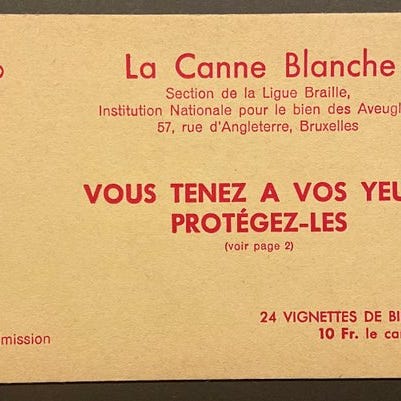 La Canne Blanche
Section de la Ligue Braille,
Institution Nationale pour le bien des Aveugl
57, rue d'Angleterre, Bruxelles
VOUS TENEZ A VOS YEU
PROTÉGEZ-LES
(voir page 2)
24 VIGNETTES DE BI
mission 10 Fr. le ca